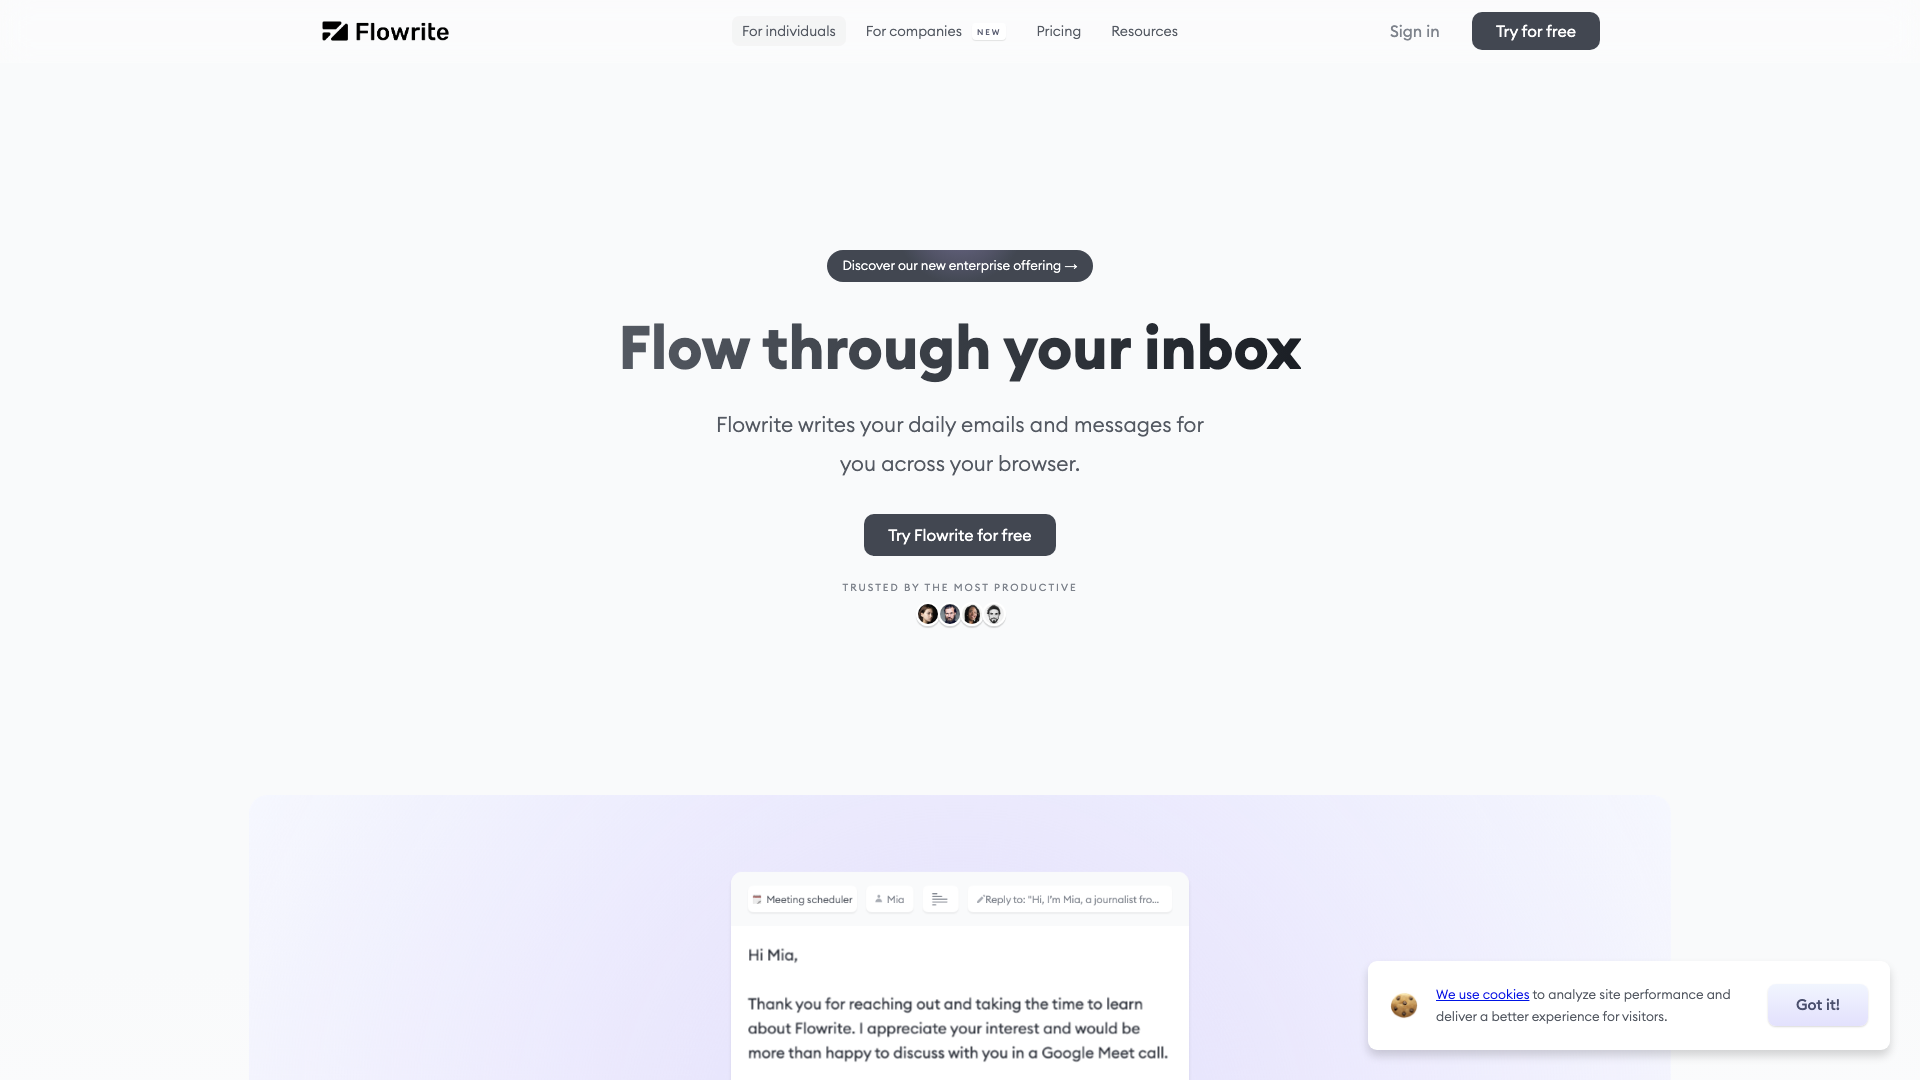 Flowrite
For individuals
For companies NEW
Pricing
Resources
Sign in
Try for free
Discover our new enterprise offering →
Flow through your inbox
Flowrite writes your daily emails and messages for
you across your browser.
Try Flowrite for free
TRUSTED BY THE MOST PRODUCTIVE
Meeting scheduler
Mia
Reply to: "Hi, I'm Mia, a journalist fro...
Hi Mia,
Thank you for reaching out and taking the time to learn
about Flowrite. I appreciate your interest and would be
more than happy to discuss with you in a Google Meet call.
We use cookies to analyze site performance and
deliver a better experience for visitors.
Got it!